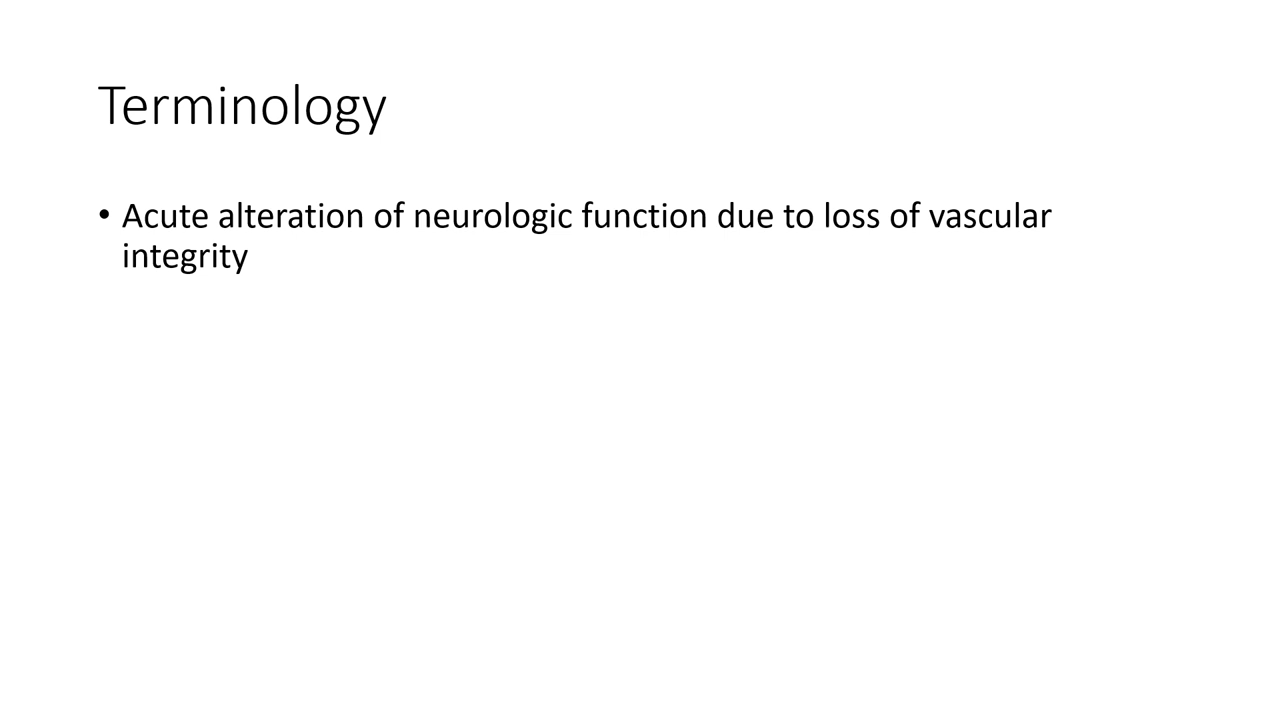 Terminology
• Acute alteration of neurologic function due to loss of vascular
integrity